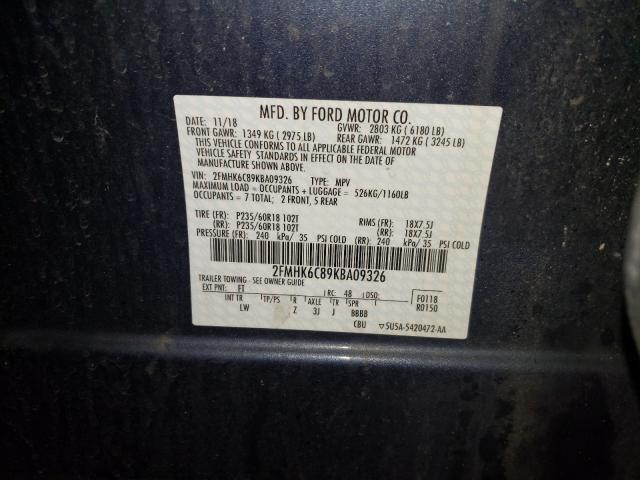 MFD. BY FORD MOTOR CO.
DATE: 11/18 GVWR: 2803 KG ( 6180 LB)
FRONT GAWR: 1349 KG ( 2975 LB) REAR GAWR: 1472 KG ( 3245 LB)
THIS VEHICLE CONFORMS TO ALL APPLICABLE FEDERAL MOTOR
VEHICLE SAFETY STANDARDS IN EFFECT ON THE DATE OF
MANUFACTURE SHOWN ABOVE.
VIN: 2FMHK6C89KBA09326 TYPE: MPV
MAXIMUM LOAD = OCCUPANTS + LUGGAGE = 526KG/1160LB
OCCUPANTS = 7 TOTAL; 2 FRONT, 5 REAR
TIRE (FR): P235/60R18 102T RIMS (FR): 18X7.5J
(RR): P235/60R18 102T (RR): 18X7.5J
PRESSURE (FR): 240 kPa/ 35 PSI COLD (RR): 240 kPa/ 35 PSI COLD
2FMHK6C89KBA09326
TRAILER TOWING - SEE OWNER GUIDE
EXT PNT: FT RC: 48 DSO: F0118
INT TR TP/PS R AXLE TR SPR R0150
LW Z 3J J BBBB
CBU 5U5A-5420472-AA